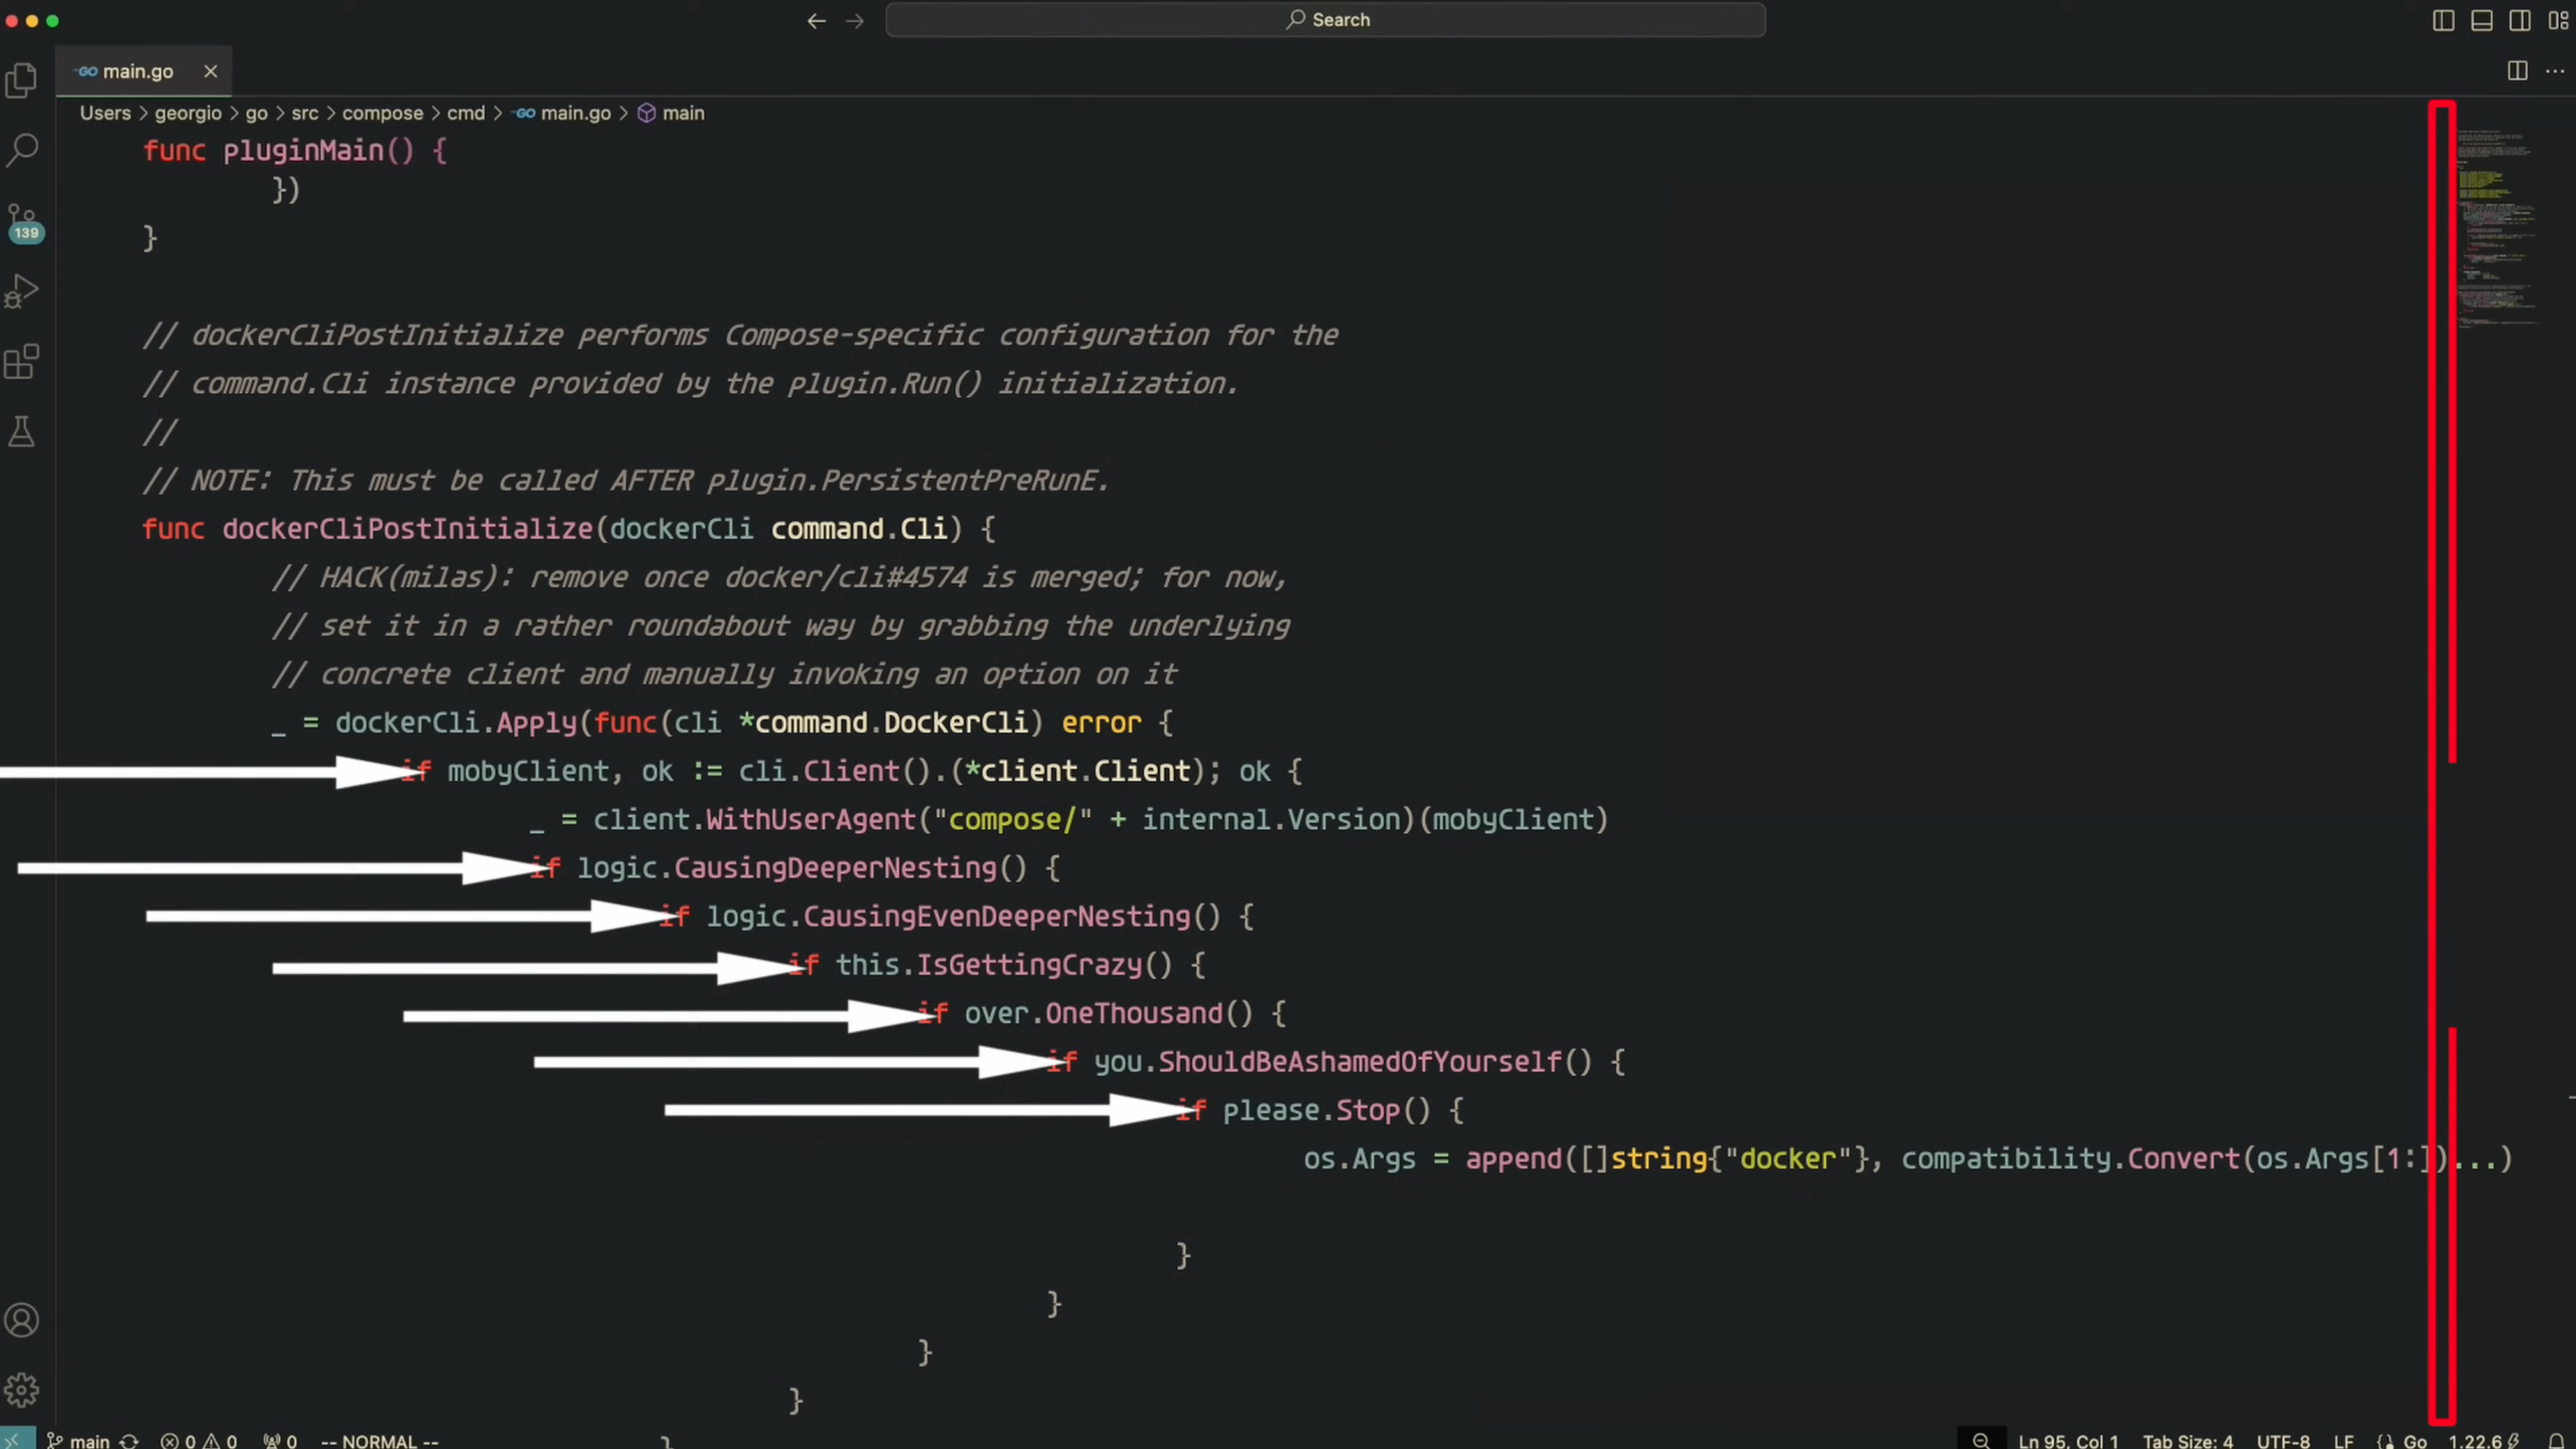 Search
main.go
Users > georgio > go > src > compose > cmd > main.go > main
func pluginMain() {
})
}
139
// dockerCliPostInitialize performs Compose-specific configuration for the
// command.Cli instance provided by the plugin.Run() initialization.
//
// NOTE: This must be called AFTER plugin.PersistentPreRunE.
func dockerCliPostInitialize(dockerCli command.Cli) {
// HACK(milas): remove once docker/cli#4574 is merged; for now,
// set it in a rather roundabout way by grabbing the underlying
// concrete client and manually invoking an option on it
_ = dockerCli.Apply(func(cli *command.DockerCli) error {
if mobyClient, ok := cli.Client().(*client.Client); ok {
_ = client.WithUserAgent("compose/" + internal.Version)(mobyClient)
if logic.CausingDeeperNesting() {
if logic.CausingEvenDeeperNesting() {
if this.IsGettingCrazy() {
if over.OneThousand() {
if you.ShouldBeAshamedOfYourself() {
if please.Stop() {
os.Args = append([]string{"docker"}, compatibility.Convert(os.Args[1:])...)
}
}
}
}
}
main 0 0 0 -- NORMAL -- Ln 95, Col 1 Tab Size: 4 UTF-8 LF {} Go 1.22.6